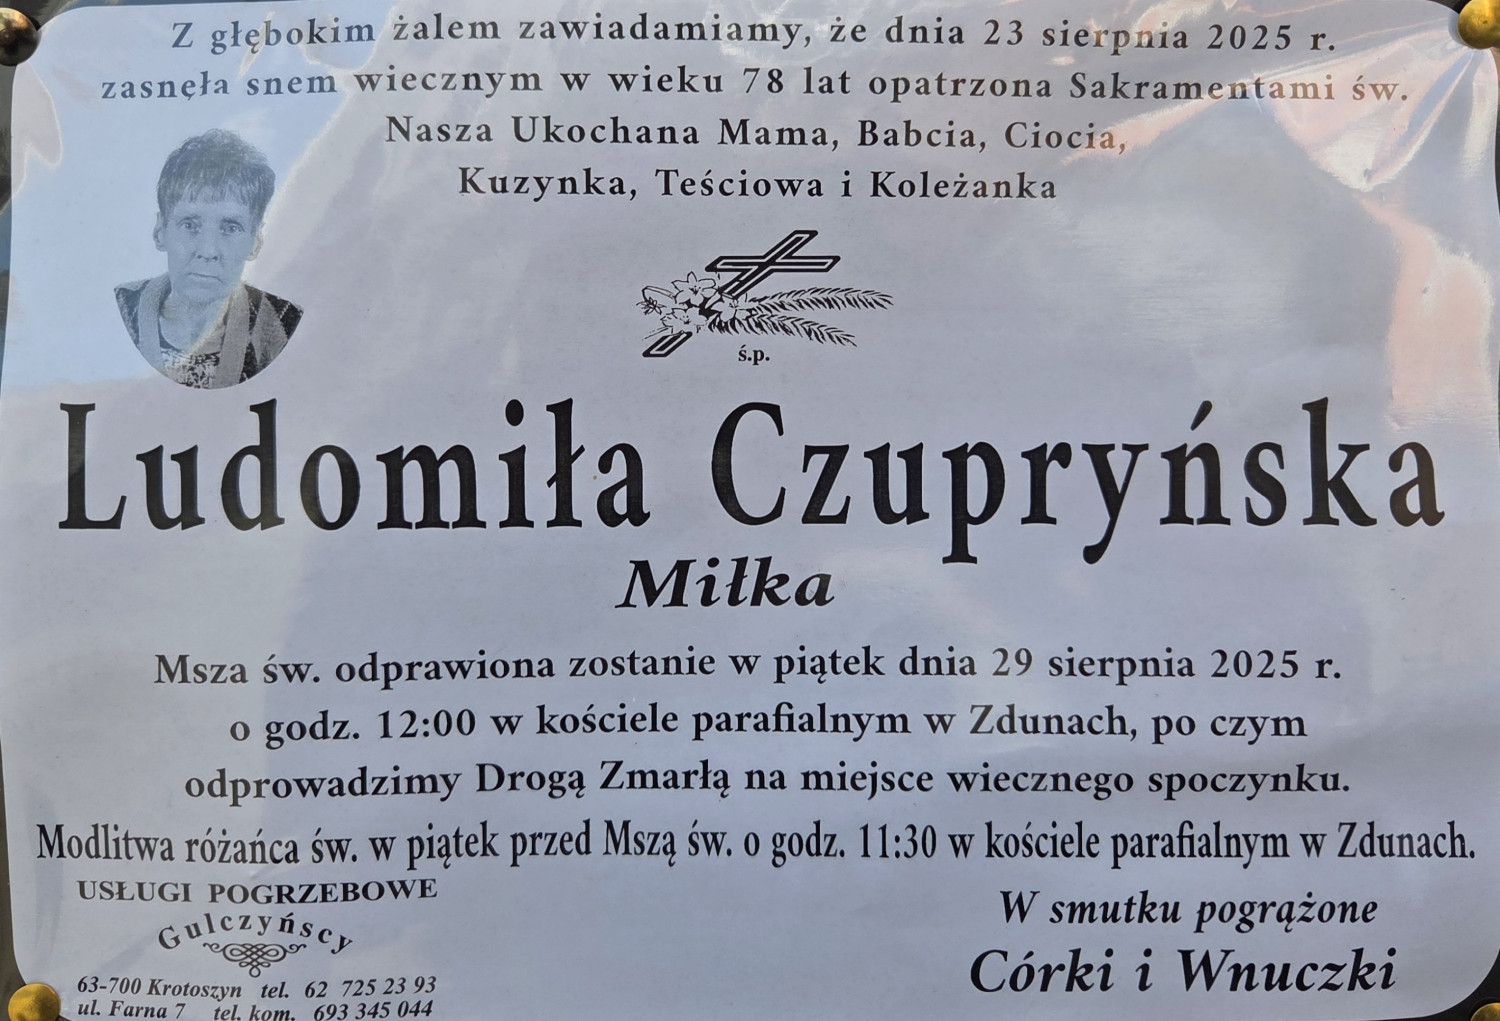 Z głębokim żalem zawiadamiamy, że dnia 23 sierpnia 2025 r.
zasnęła snem wiecznym w wieku 78 lat opatrzona Sakramentami św.
Nasza Ukochana Mama, Babcia, Ciocia,
Kuzynka, Teściowa i Koleżanka
ś.p.
Ludomiła Czupryńska
Miłka
Msza św. odprawiona zostanie w piątek dnia 29 sierpnia 2025 r.
o godz. 12:00 w kościele parafialnym w Zdunach, po czym
odprowadzimy Drogą Zmarłą na miejsce wiecznego spoczynku.
Modlitwa różańca św. w piątek przed Mszą św. o godz. 11:30 w kościele parafialnym w Zdunach.
USŁUGI POGRZEBOWE
Gulczyńscy
63-700 Krotoszyn tel. 62 725 23 93
ul. Farna 7 tel. kom. 693 345 044
W smutku pogrążone
Córki i Wnuczki